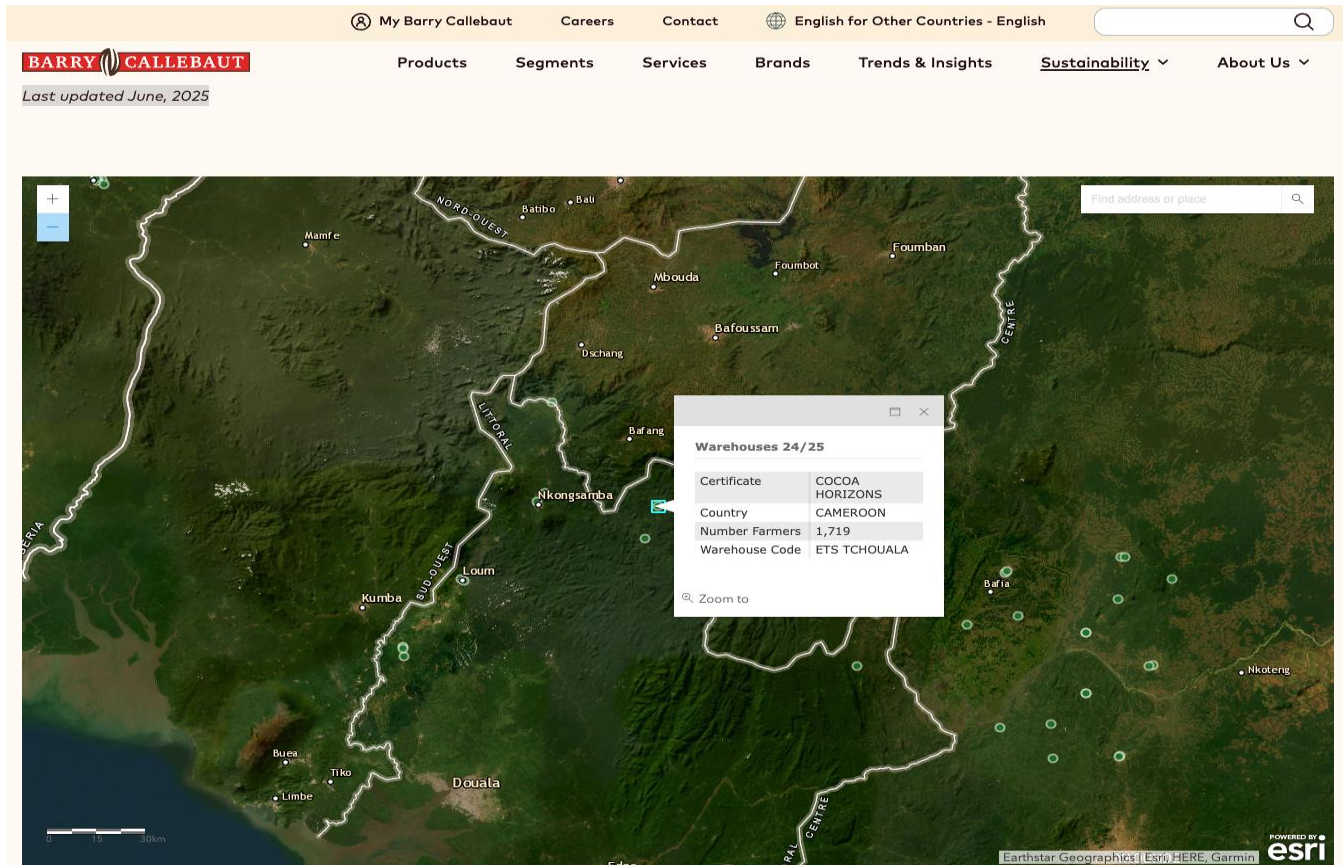 My Barry Callebaut Careers Contact English for Other Countries - English
BARRY CALLEBAUT
Products Segments Services Brands Trends & Insights Sustainability About Us
Last updated June, 2025
+
−
Find address or place
NORD-OUEST
Batibo
Bali
Mamfe
Foumban
Mbouda
Foumbot
CENTRE
Bafoussam
Dschang
LITTORAL
Bafang
Warehouses 24/25
Certificate COCOA HORIZONS
Country CAMEROON
Number Farmers 1,719
Warehouse Code ETS TCHOUALA
Zoom to
Nkongsamba
ERIA
SUD-OUEST
Loum
Kumba
Bafia
Nkoteng
Buea
Tiko
Limbe
Douala
RAL
CENTRE
0 15 30km
Earthstar Geographics | Esri, HERE, Garmin
POWERED BY
esri